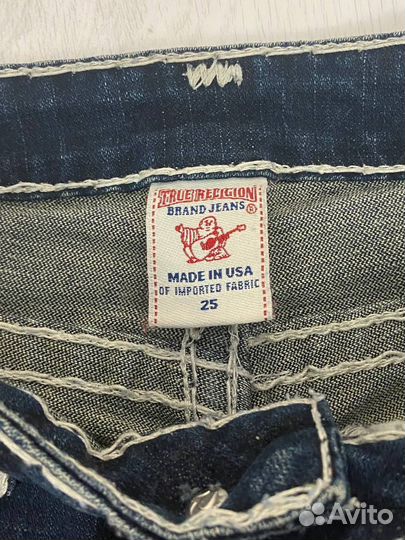 TRUE RELIGION
BRAND JEANS ®
MADE IN USA
OF IMPORTED FABRIC
25
Avito